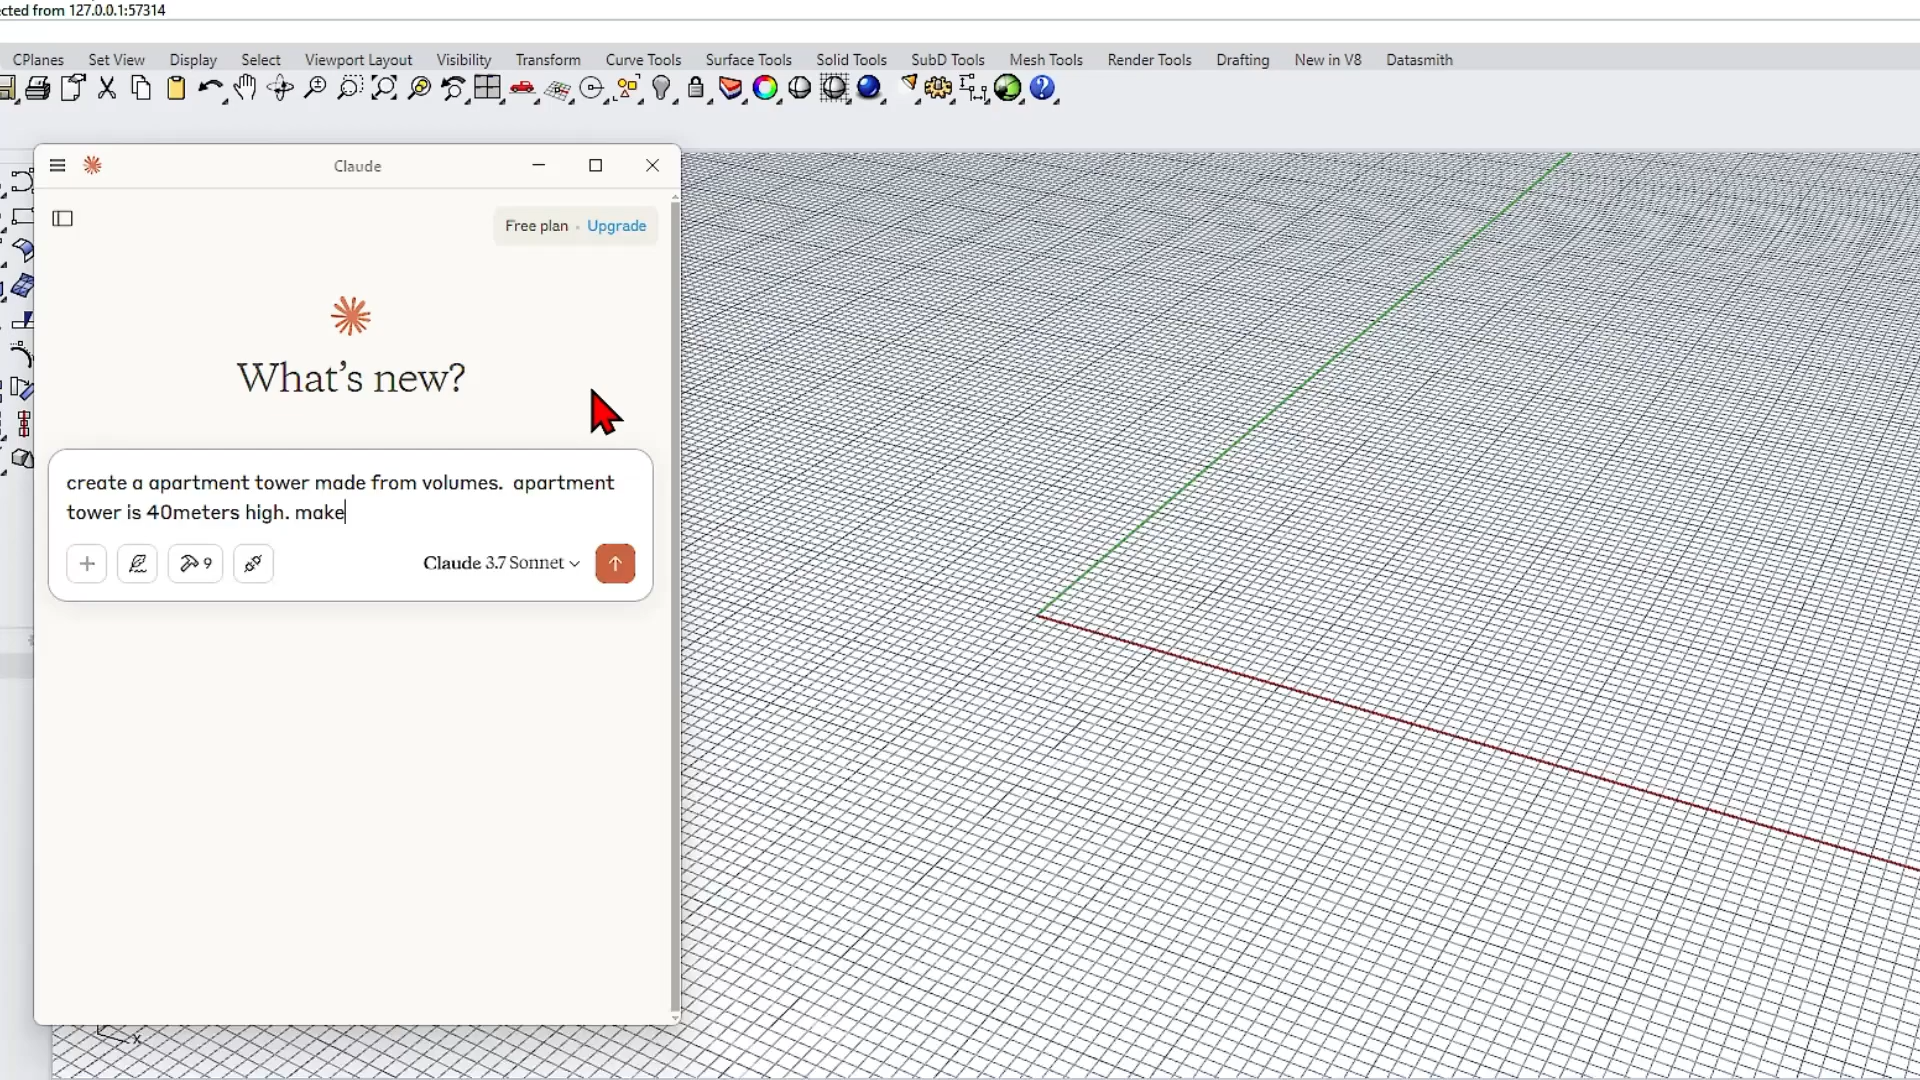 cted from 127.0.0.1:57314
CPlanes Set View Display Select Viewport Layout Visibility Transform Curve Tools Surface Tools Solid Tools SubD Tools Mesh Tools Render Tools Drafting New in V8 Datasmith
Claude
Free plan · Upgrade
What's new?
create a apartment tower made from volumes.  apartment
tower is 40meters high. make
9
Claude 3.7 Sonnet
x